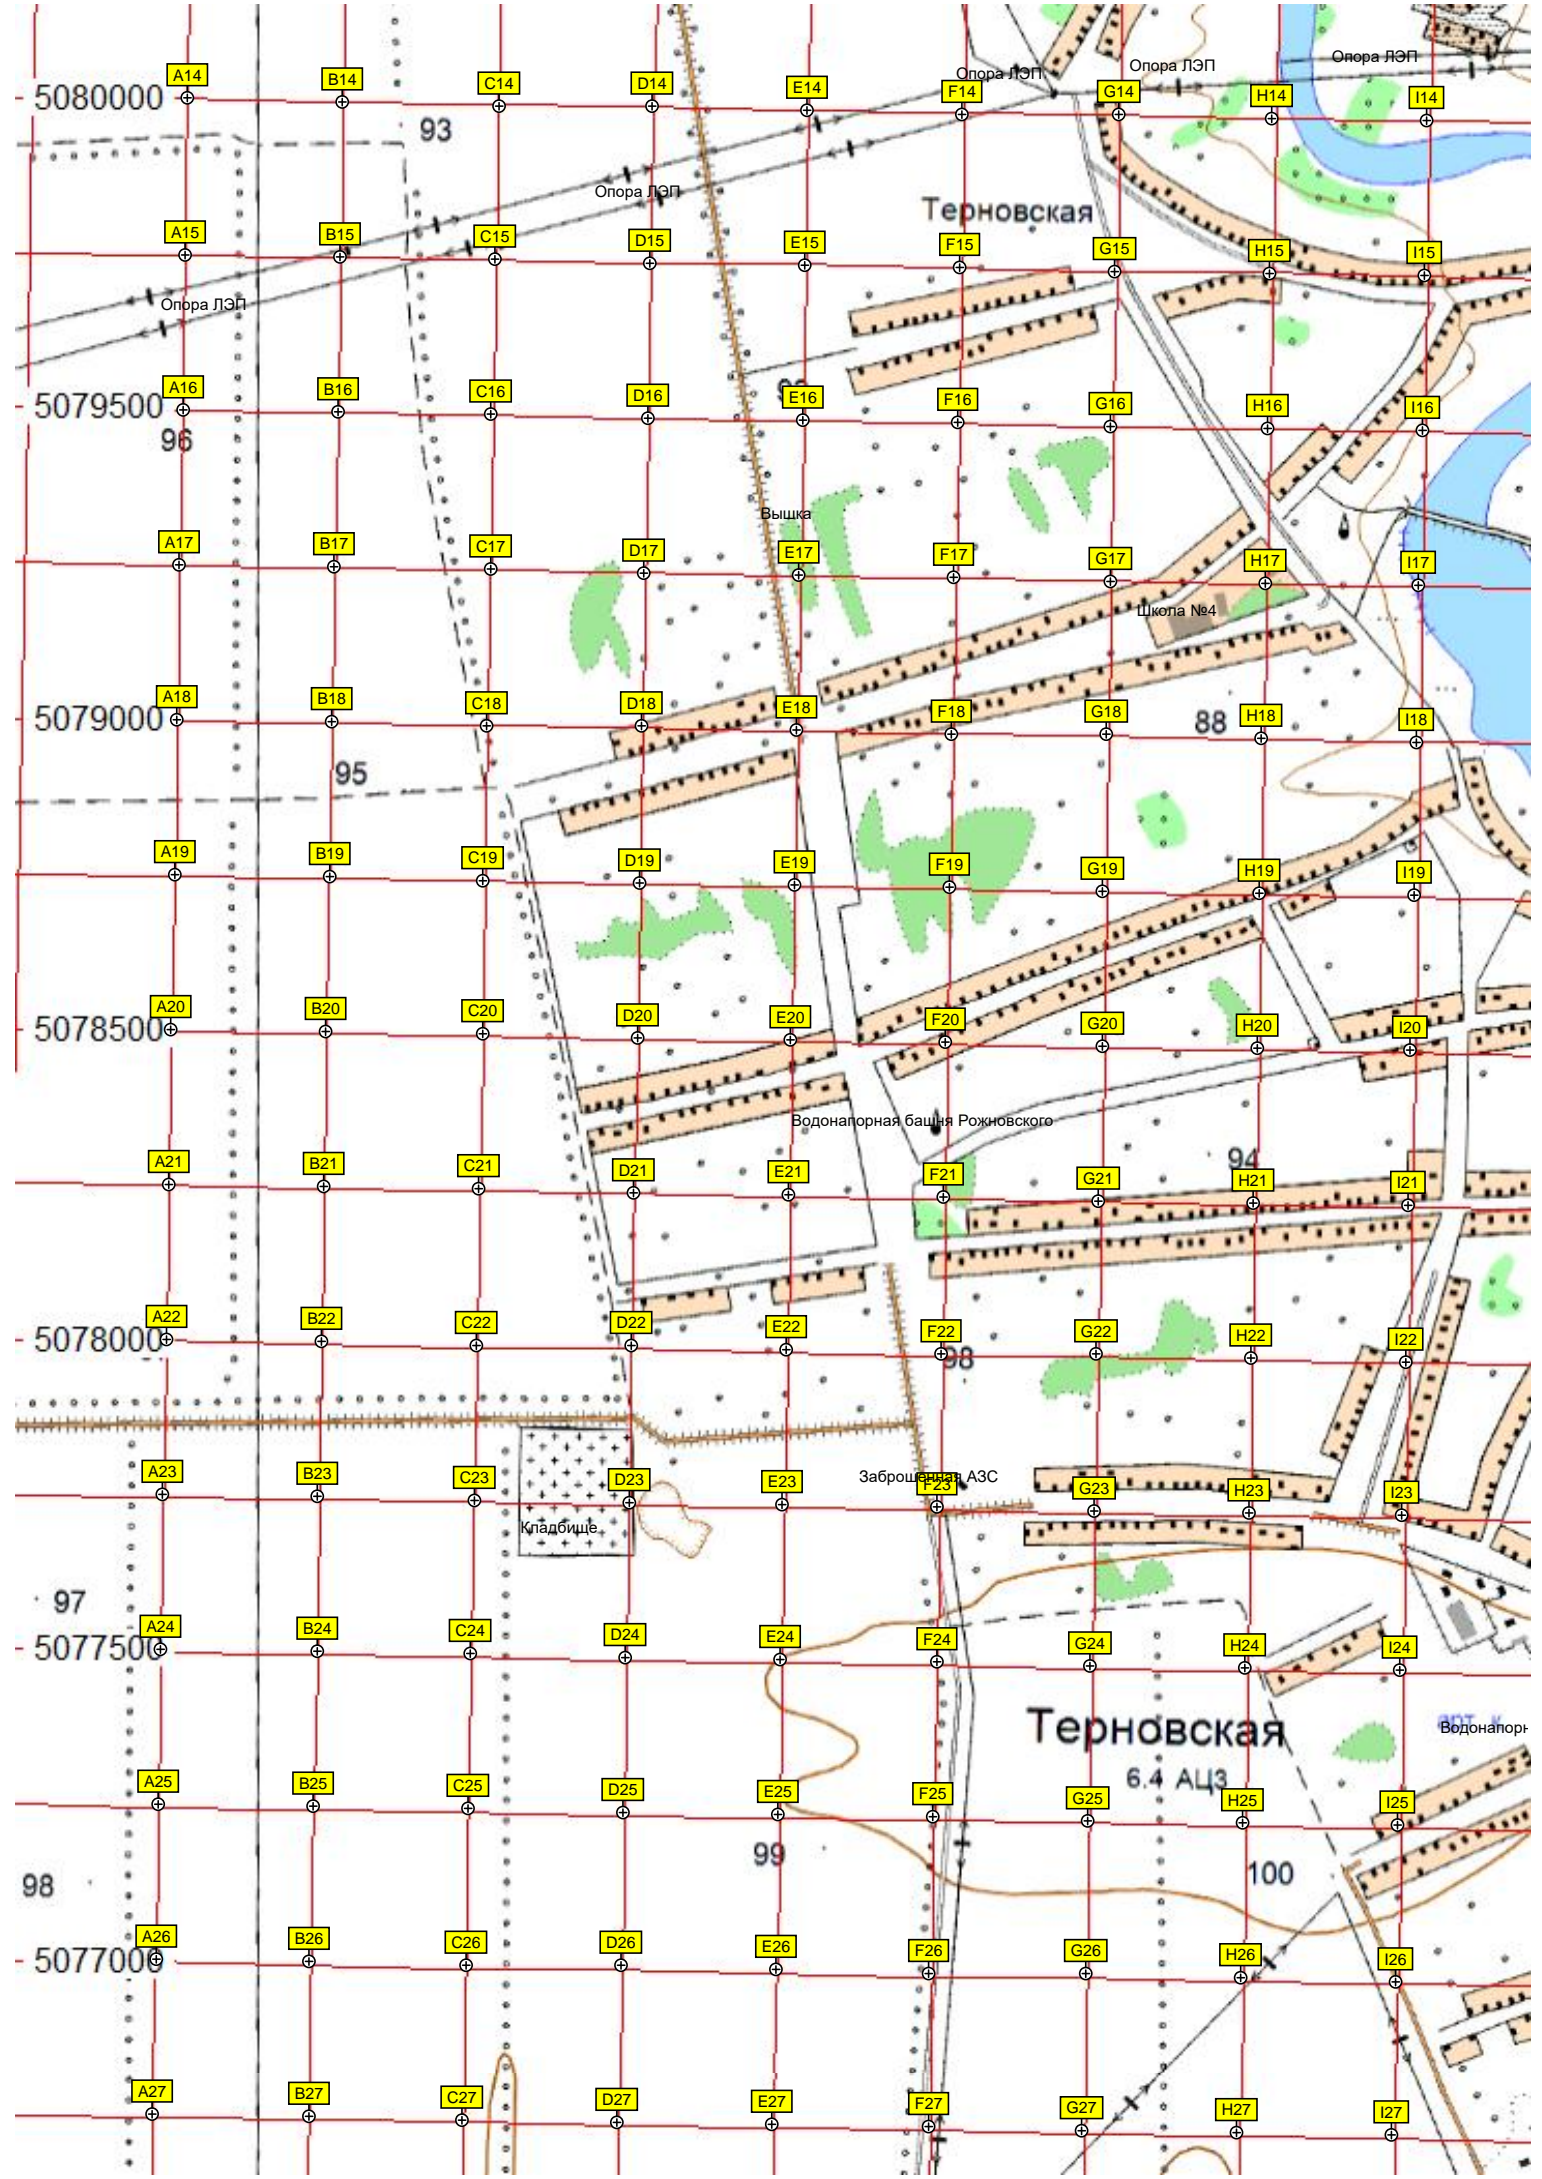 Опора ЛЭП Опора ЛЭП Опора ЛЭП
A14 B14 C14 D14 E14 F14 G14 H14 I14
5080000
93
Опора ЛЭП
Терновская
A15 B15 C15 D15 E15 F15 G15 H15 I15
Опора ЛЭП
A16 B16 C16 D16 E16 F16 G16 H16 I16
5079500
96
Вышка
A17 B17 C17 D17 E17 F17 G17 H17 I17
Школа №4
A18 B18 C18 D18 E18 F18 G18 H18 I18
5079000
88
95
A19 B19 C19 D19 E19 F19 G19 H19 I19
A20 B20 C20 D20 E20 F20 G20 H20 I20
5078500
Водонапорная башня Рожновского
94
A21 B21 C21 D21 E21 F21 G21 H21 I21
A22 B22 C22 D22 E22 F22 G22 H22 I22
5078000
98
Заброшенная АЗС
A23 B23 C23 D23 E23 F23 G23 H23 I23
Кладбище
97
A24 B24 C24 D24 E24 F24 G24 H24 I24
5077500
Терновская
Водонапорн
6.4 АЦЗ
A25 B25 C25 D25 E25 F25 G25 H25 I25
99
98
100
A26 B26 C26 D26 E26 F26 G26 H26 I26
5077000
A27 B27 C27 D27 E27 F27 G27 H27 I27